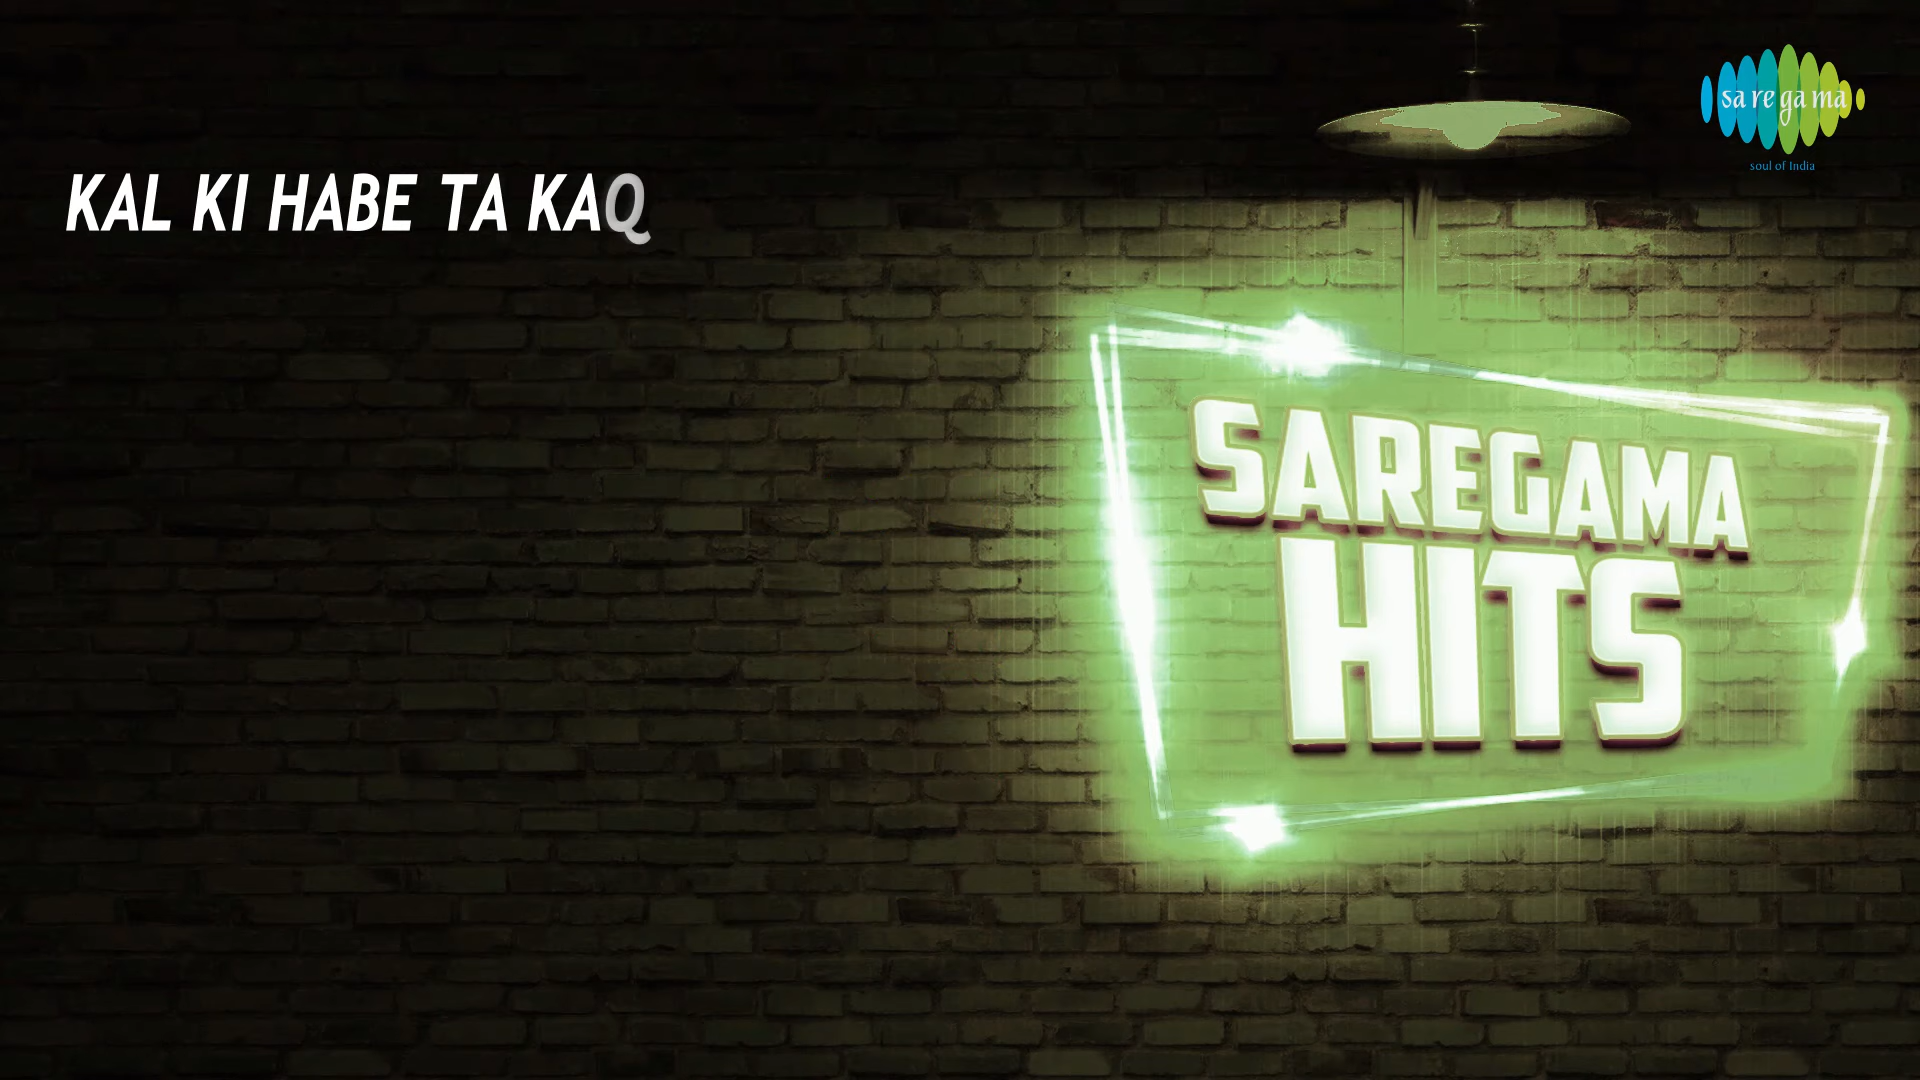 sa re ga ma
soul of India
KAL KI HABE TA KAQ
SAREGAMA
HITS